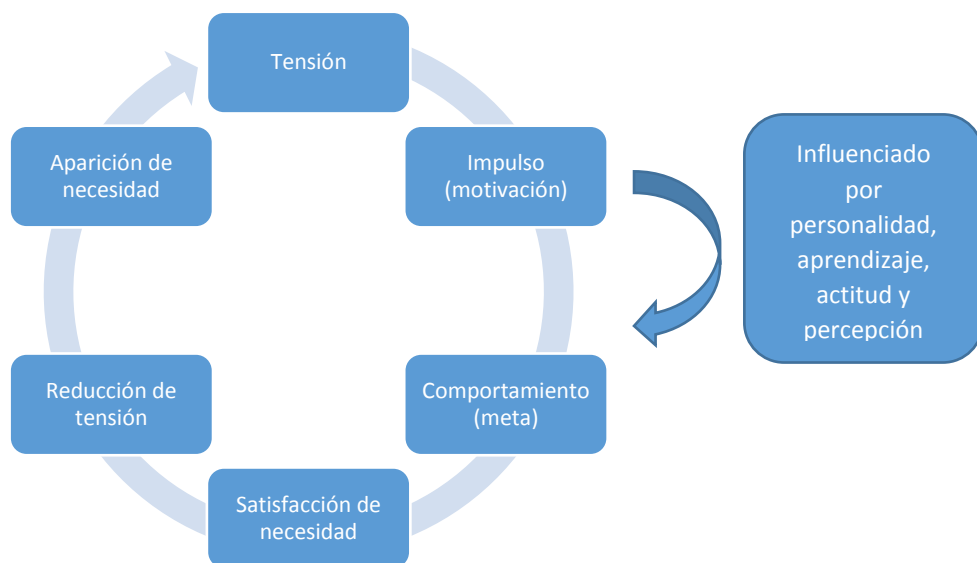 Tensión
Impulso
(motivación)
Comportamiento
(meta)
Satisfacción de
necesidad
Reducción de
tensión
Aparición de
necesidad
Influenciado
por
personalidad,
aprendizaje,
actitud y
percepción